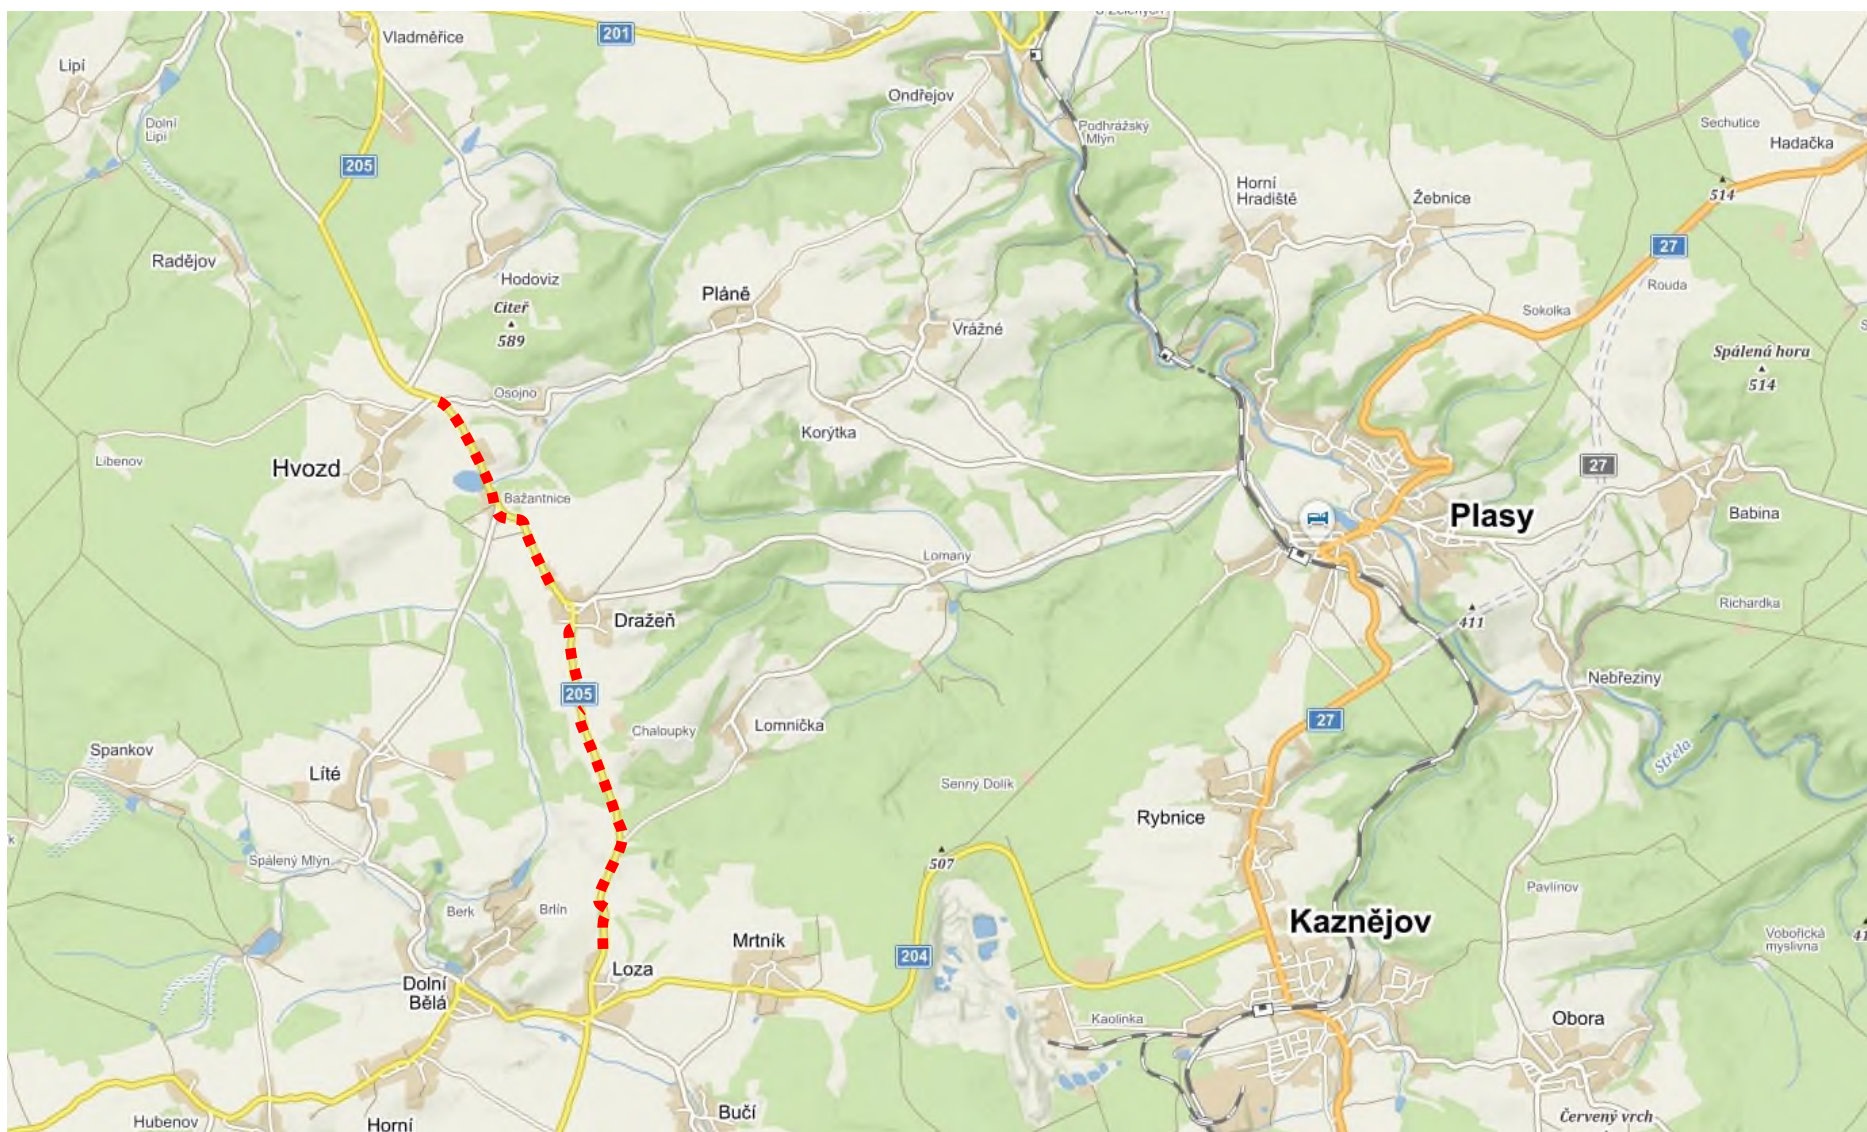 201
Vladměřice
Lipí
Ondřejov
Dolní
Lipí
Podhrážský
Mlýn
Sechutice
Hadačka
205
514
Horní
Hradiště
Žebnice
Radějov
27
Hodoviz
Rouda
Pláně
Citeř
589
Sokolka
Vrážné
Spálená hora
514
Osojno
Korýtka
Libenov
Hvozd
27
Bažantnice
Plasy
Babina
Lomany
Richardka
Dražeň
411
Nebřeziny
205
27
Chaloupky
Lomnička
Spankov
Střela
Líté
Senný Dolík
Rybnice
Spálený Mlýn
507
Pavlínov
Berk
Brlín
Kaznějov
Mrtník
Vobořická
myslivna
204
Loza
Dolní
Bělá
Kaolinka
Obora
Bučí
Hubenov
Horní
Červený vrch